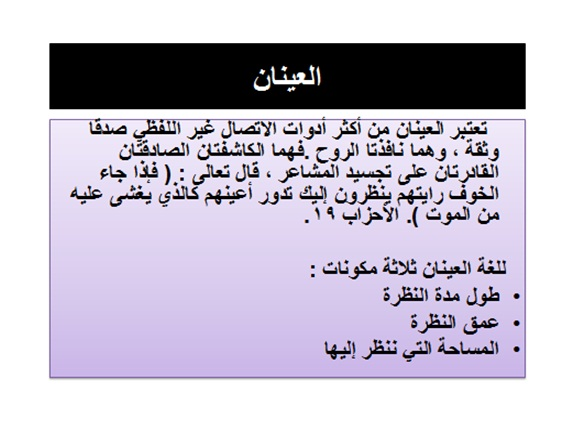 العينان
تعتبر العينان من أكثر أدوات الاتصال غير اللفظي صدقا
وثقة ، وهما نافذتا الروح .فهما الكاشفتان الصادقتان
القادرتان على تجسيد المشاعر ، قال تعالى : ( فإذا جاء
الخوف رايتهم ينظرون إليك تدور أعينهم كالذي يغشى عليه
من الموت ). الأحزاب ١٩ .
للغة العينان ثلاثة مكونات :
• طول مدة النظرة
• عمق النظرة
• المساحة التي ننظر إليها